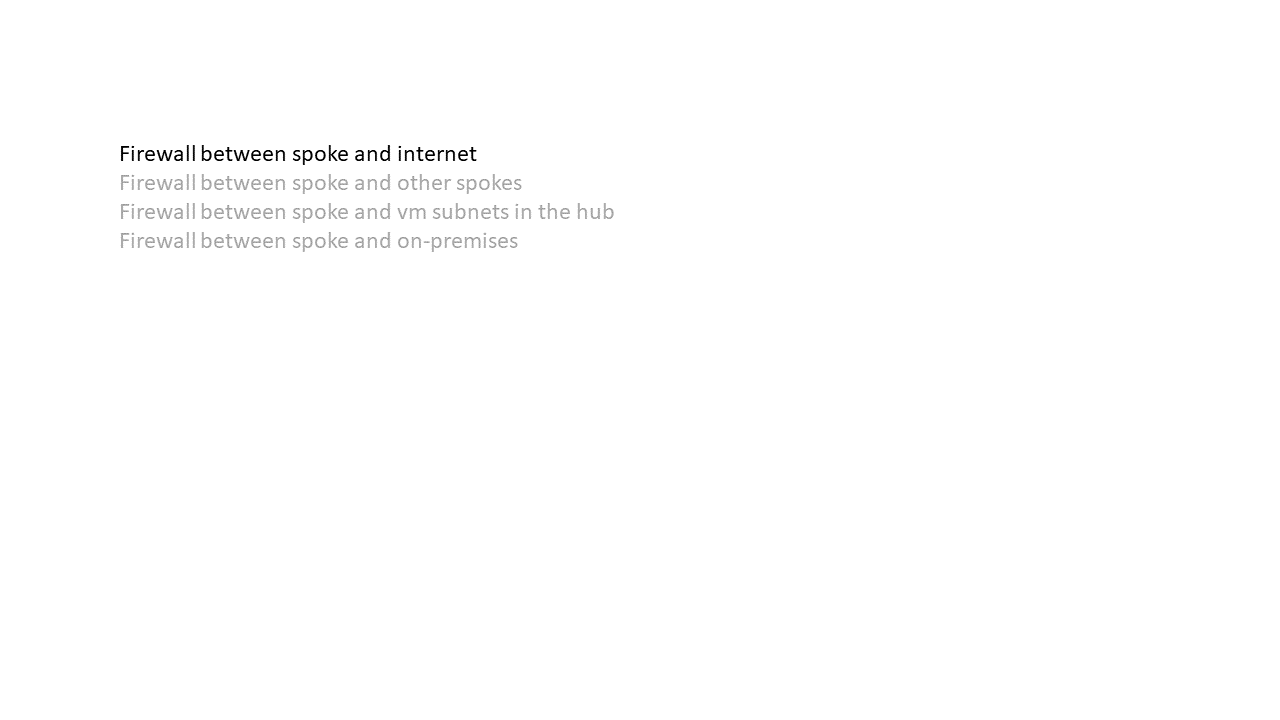 Firewall between spoke and internet
Firewall between spoke and other spokes
Firewall between spoke and vm subnets in the hub
Firewall between spoke and on-premises